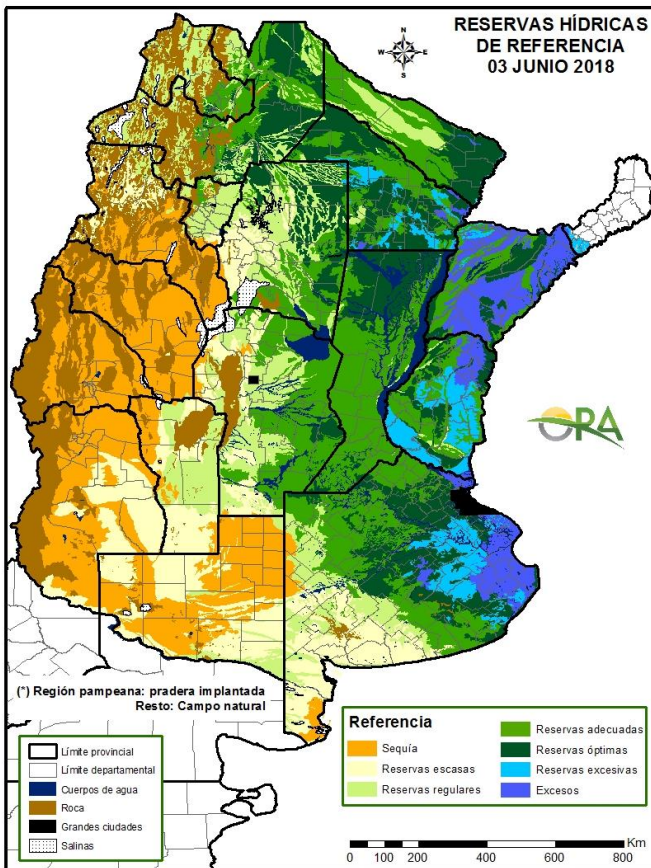 RESERVAS HÍDRICAS
DE REFERENCIA
03 JUNIO 2018
N
W
E
S
OPA
(*) Región pampeana: pradera implantada
Resto: Campo natural
Límite provincial
Límite departamental
Cuerpos de agua
Roca
Grandes ciudades
Salinas
Referencia
Sequía
Reservas escasas
Reservas regulares
Reservas adecuadas
Reservas óptimas
Reservas excesivas
Excesos
Km
0 100 200 400 600 800